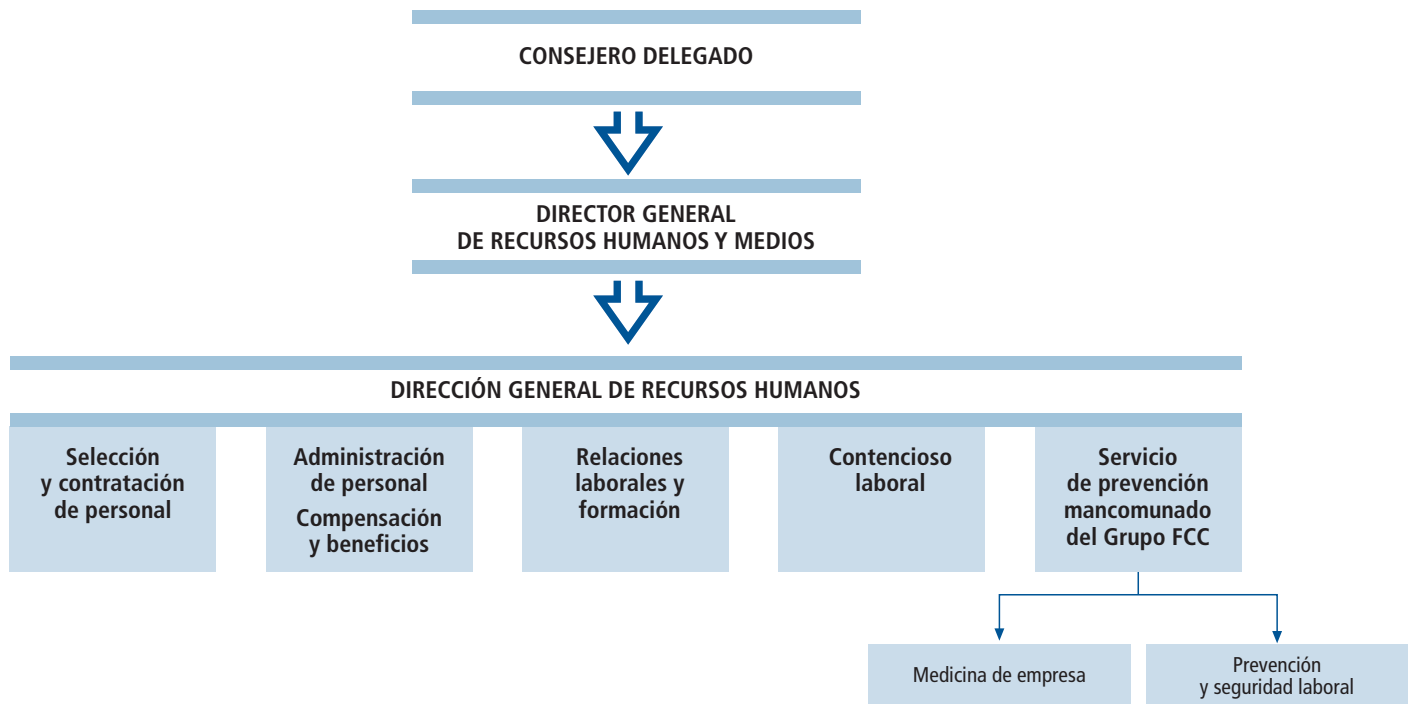 CONSEJERO DELEGADO
DIRECTOR GENERAL
DE RECURSOS HUMANOS Y MEDIOS
DIRECCIÓN GENERAL DE RECURSOS HUMANOS
Selección
y contratación
de personal
Administración
de personal
Compensación
y beneficios
Relaciones
laborales y
formación
Contencioso
laboral
Servicio
de prevención
mancomunado
del Grupo FCC
Medicina de empresa
Prevención
y seguridad laboral